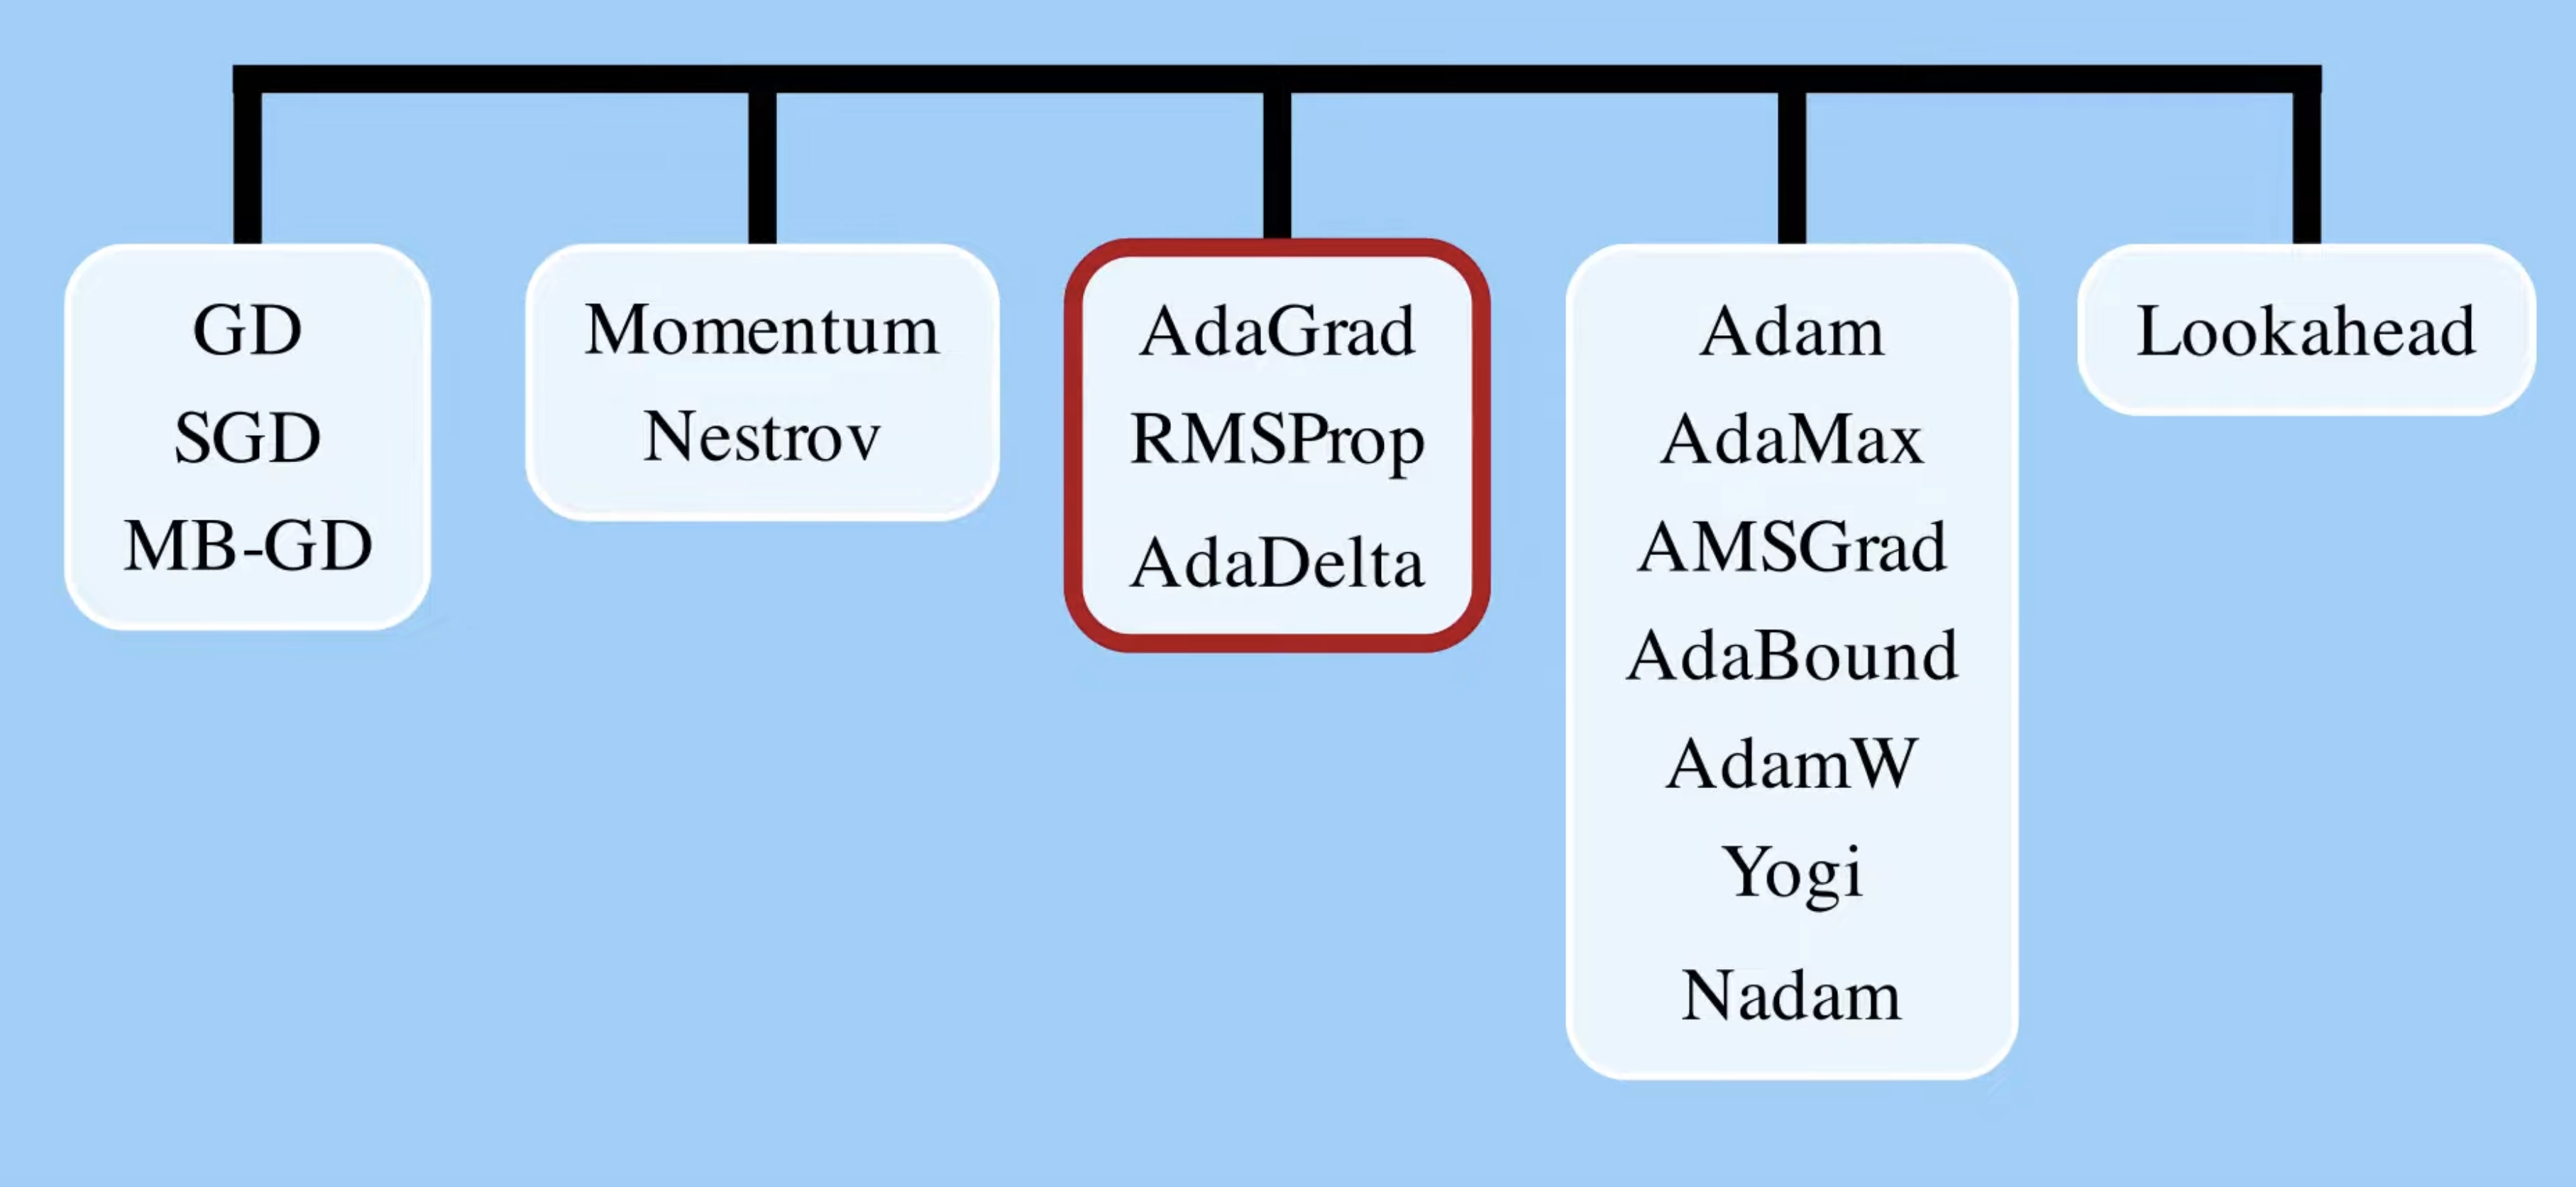 GD
SGD
MB-GD
Momentum
Nestrov
AdaGrad
RMSProp
AdaDelta
Adam
AdaMax
AMSGrad
AdaBound
AdamW
Yogi
Nadam
Lookahead